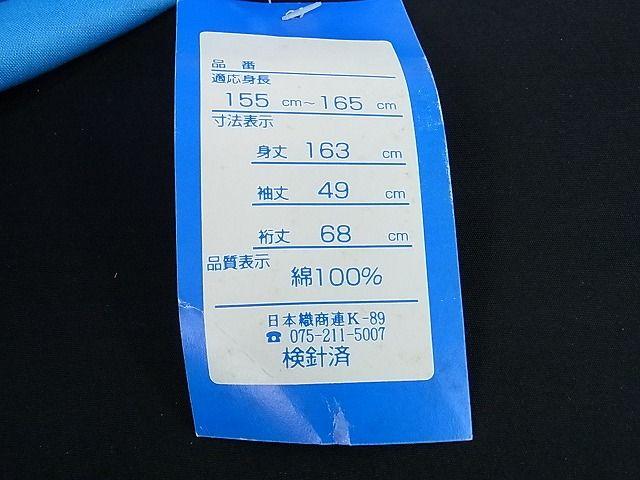 品 番
適応身長
155 cm～165 cm
寸法表示
身丈 163 cm
袖丈 49 cm
裄丈 68 cm
品質表示
綿100%
日本織商連K-89
☎ 075-211-5007
検針済